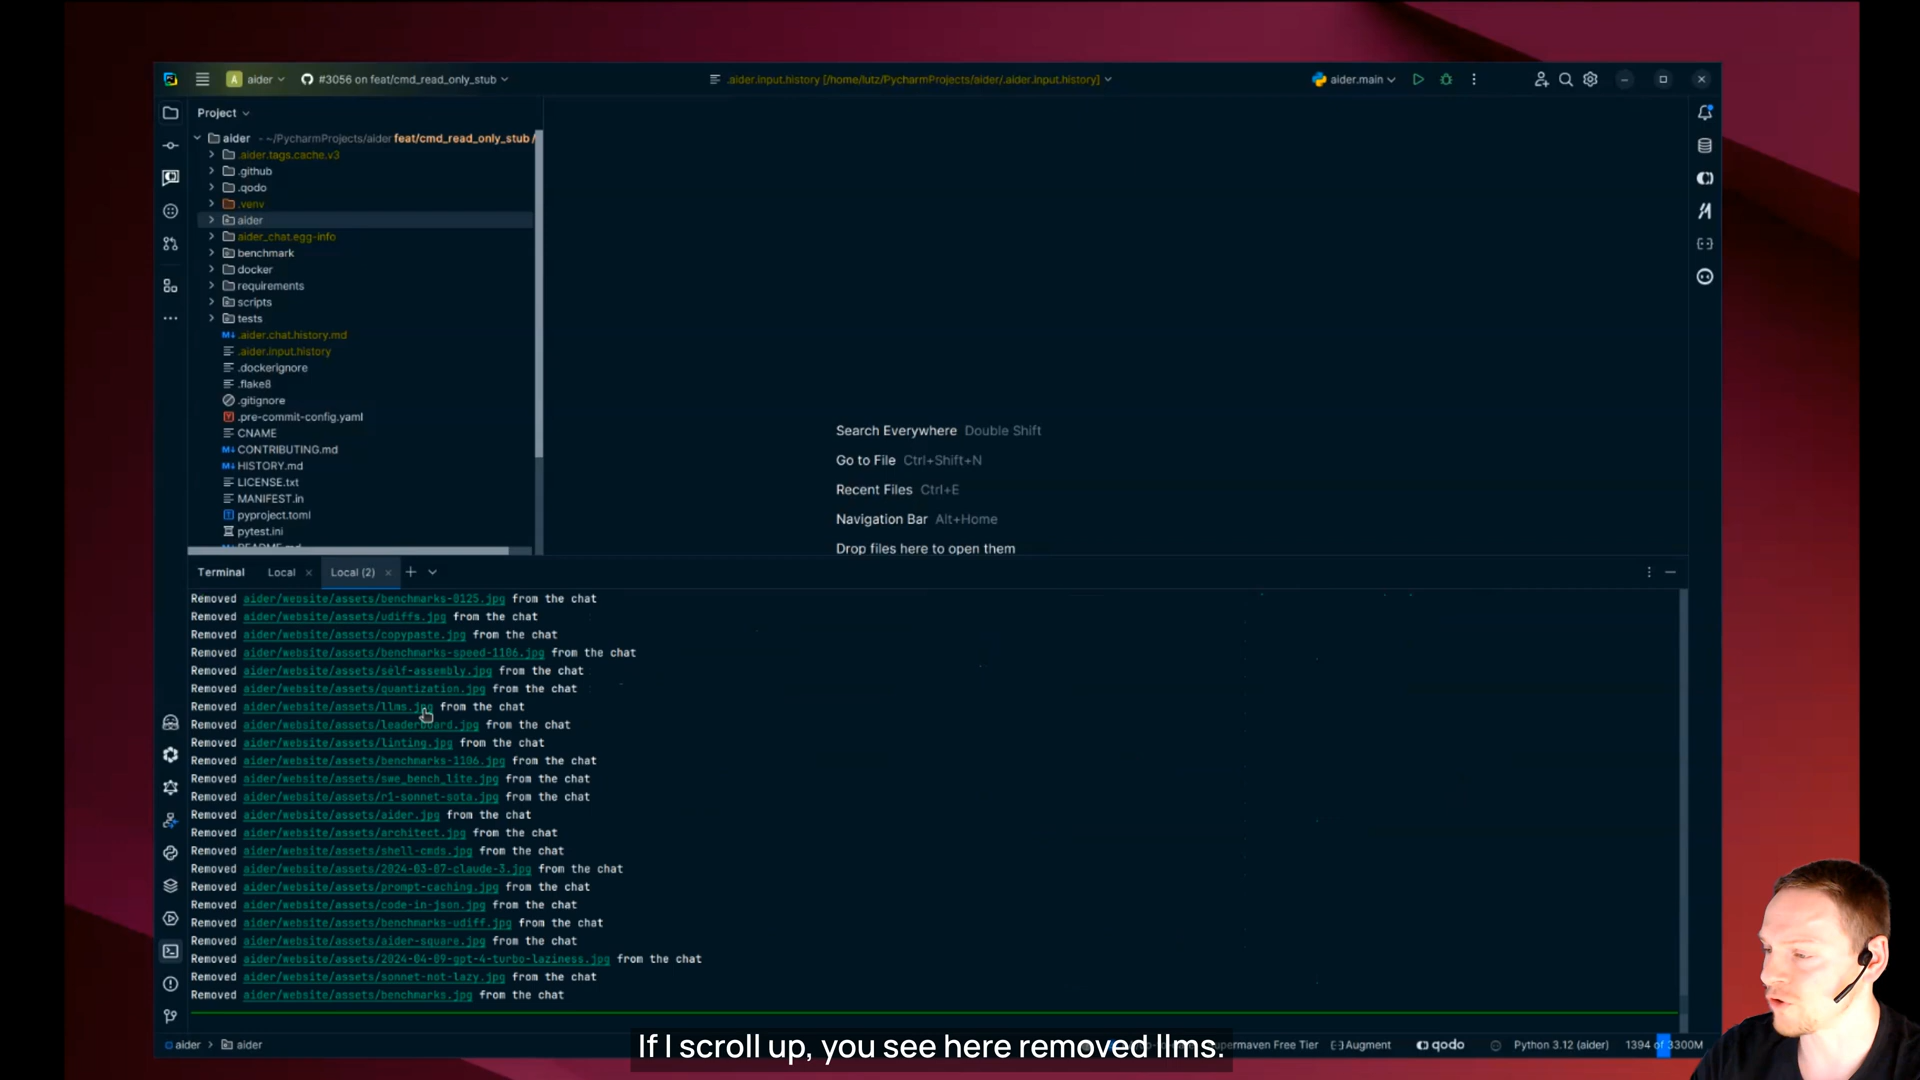 A aider
#3056 on feat/cmd_read_only_stub
.aider.input.history [/home/lutz/PycharmProjects/aider/.aider.input.history]
aider.main
Project
aider ~/PycharmProjects/aider feat/cmd_read_only_stub /
.aider.tags.cache.v3
.github
.qodo
.venv
aider
aider_chat.egg-info
benchmark
docker
requirements
scripts
tests
.aider.chat.history.md
.aider.input.history
.dockerignore
.flake8
.gitignore
.pre-commit-config.yaml
CNAME
CONTRIBUTING.md
HISTORY.md
LICENSE.txt
MANIFEST.in
pyproject.toml
pytest.ini
README.md
Search Everywhere Double Shift
Go to File Ctrl+Shift+N
Recent Files Ctrl+E
Navigation Bar Alt+Home
Drop files here to open them
Terminal Local Local (2)
Removed aider/website/assets/benchmarks-0125.jpg from the chat
Removed aider/website/assets/udiffs.jpg from the chat
Removed aider/website/assets/copypaste.jpg from the chat
Removed aider/website/assets/benchmarks-speed-1106.jpg from the chat
Removed aider/website/assets/self-assembly.jpg from the chat
Removed aider/website/assets/quantization.jpg from the chat
Removed aider/website/assets/llms.jpg from the chat
Removed aider/website/assets/leaderboard.jpg from the chat
Removed aider/website/assets/linting.jpg from the chat
Removed aider/website/assets/benchmarks-1106.jpg from the chat
Removed aider/website/assets/swe_bench_lite.jpg from the chat
Removed aider/website/assets/r1-sonnet-sota.jpg from the chat
Removed aider/website/assets/aider.jpg from the chat
Removed aider/website/assets/architect.jpg from the chat
Removed aider/website/assets/shell-cmds.jpg from the chat
Removed aider/website/assets/2024-03-07-claude-3.jpg from the chat
Removed aider/website/assets/prompt-caching.jpg from the chat
Removed aider/website/assets/code-in-json.jpg from the chat
Removed aider/website/assets/benchmarks-udiff.jpg from the chat
Removed aider/website/assets/aider-square.jpg from the chat
Removed aider/website/assets/2024-04-09-gpt-4-turbo-laziness.jpg from the chat
Removed aider/website/assets/sonnet-not-lazy.jpg from the chat
Removed aider/website/assets/benchmarks.jpg from the chat
If I scroll up, you see here removed llms.
aider > aider
Free Tier Augment qodo Python 3.12 (aider) 1394 of 3300M